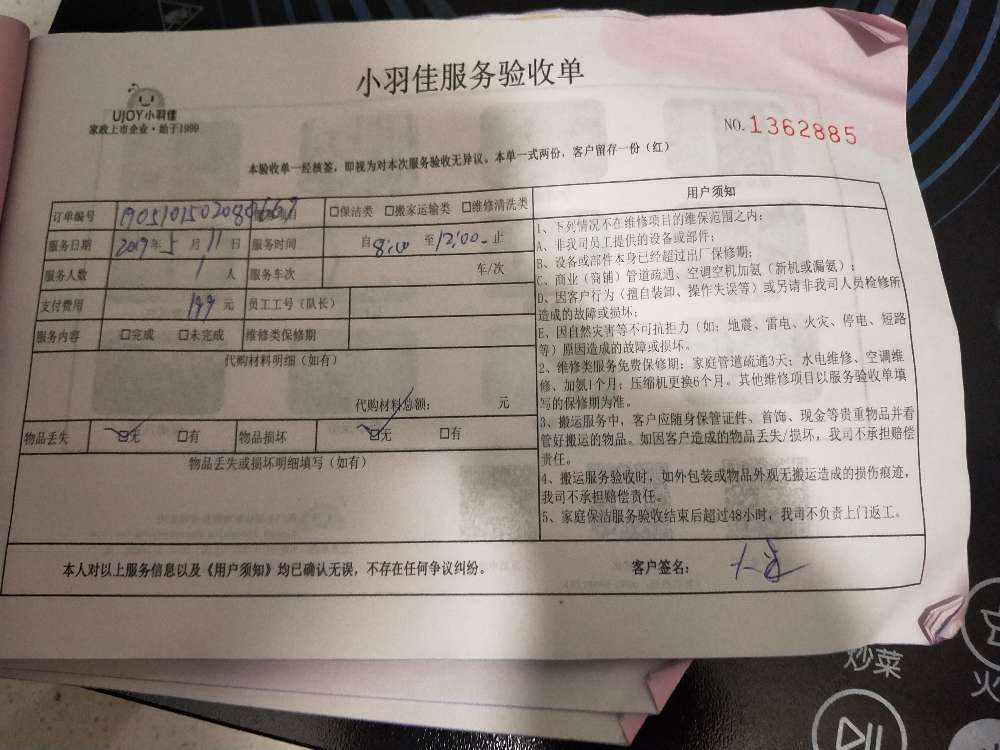 小羽佳服务验收单
UJOY小羽佳
家政上市企业·始于1999
NO.1362885
本验收单一经核签，即视为对本次服务验收无异议。本单一式两份，客户留存一份（红）
订单编号 □保洁类 □搬家运输类 □维修清洗类
服务日期 2019年5月11日 服务时间 自8:00至12:00止
服务人数 1人 服务车次 车/次
支付费用 199元 员工工号（队长）
服务内容 □完成 □未完成 维修类保修期
代购材料明细（如有）
代购材料总额： 元
物品丢失 ☑无 □有 物品损坏 ☑无 □有
物品丢失或损坏明细填写（如有）
用户须知
1、下列情况不在维修项目的维保范围之内：
A、非我司员工提供的设备或部件；
B、设备或部件本身已经超过出厂保修期；
C、商业（商铺）管道疏通、空调空机加氨（新机或漏氨）；
D、因客户行为（擅自装卸、操作失误等）或另请非我司人员检修所
造成的故障或损坏；
E、因自然灾害等不可抗拒力（如：地震、雷电、火灾、停电、短路
等）原因造成的故障或损坏。
2、维修类服务免费保修期：家庭管道疏通3天；水电维修、空调维
修、加氨1个月；压缩机更换6个月。其他维修项目以服务验收单填
写的保修期为准。
3、搬运服务中，客户应随身保管证件、首饰、现金等贵重物品并看
管好搬运的物品。如因客户造成的物品丢失/损坏，我司不承担赔偿
责任。
4、搬运服务验收时，如外包装或物品外观无搬运造成的损伤痕迹，
我司不承担赔偿责任。
5、家庭保洁服务验收结束后超过48小时，我司不负责上门返工。
本人对以上服务信息以及《用户须知》均已确认无误，不存在任何争议纠纷。
客户签名：
炒菜
火